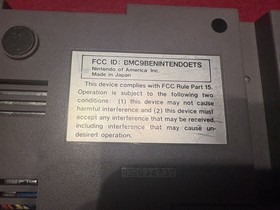 FCC ID: BMC9BENINTENDOETS
Nintendo of America Inc.
Made in Japan
This device complies with FCC Rule Part 15.
Operation is subject to the following two
conditions: (1) this device may not cause
harmful interference and (2) this device must
accept any interference that may be received,
including interference that may cause un-
desired operation.